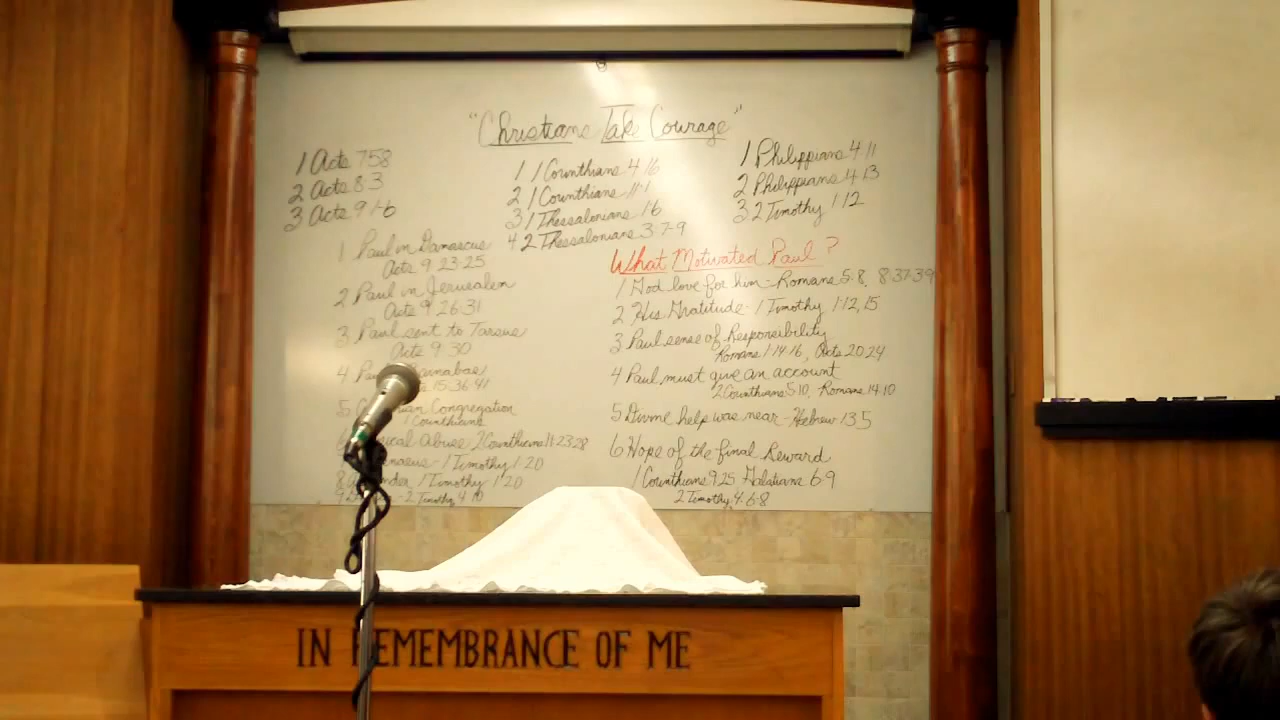 "Christians Take Courage"
1 Acts 7:58
2 Acts 8:3
3 Acts 9:1-6
1 1 Corinthians 4:16
2 1 Corinthians 11:1
3 1 Thessalonians 1:6
4 2 Thessalonians 3:7-9
1 Philippians 4:11
2 Philippians 4:13
3 2 Timothy 1:12
1 Paul in Damascus
Acts 9:23-25
2 Paul in Jerusalem
Acts 9:26-31
3 Paul sent to Tarsus
Acts 9:30
4
15:36-41
5 Congregation
1 Corinthians
Abuse 2 Corinthians 11:23-28
1 Timothy 1:20
8 1 Timothy 1:20
9 2 Timothy 4:10
What Motivated Paul?
1 God love for him - Romans 5:8, 8:37-39
2 His Gratitude - 1 Timothy 1:12,15
3 Paul sense of Responsibility
Romans 1:14-16, Acts 20:24
4 Paul must give an account
2 Corinthians 5:10, Romans 14:10
5 Divine help was near - Hebrew 13:5
6 Hope of the final Reward
1 Corinthians 9:25 Galatians 6:9
2 Timothy 4:6-8
IN REMEMBRANCE OF ME